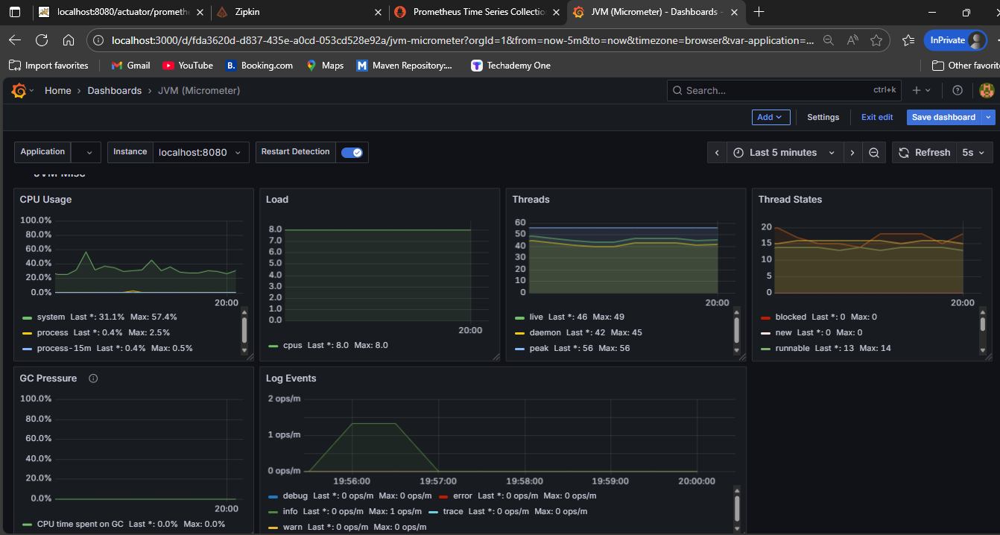 localhost:8080/actuator/promethe
Zipkin
Prometheus Time Series Collectio
JVM (Micrometer) - Dashboards -
localhost:3000/d/fda3620d-d837-435e-a0cd-053cd528e92a/jvm-micrometer?orgId=1&from=now-5m&to=now&timezone=browser&var-application=...
InPrivate
Import favorites
Gmail
YouTube
Booking.com
Maps
Maven Repository:...
Techademy One
Other favorit
Home > Dashboards > JVM (Micrometer)
Search...
ctrl+k
Add
Settings
Exit edit
Save dashboard
Application
Instance
localhost:8080
Restart Detection
Last 5 minutes
Refresh
5s
JVM Misc
CPU Usage
100.0%
80.0%
60.0%
40.0%
20.0%
0.0%
20:00
system Last *: 31.1% Max: 57.4%
process Last *: 0.4% Max: 2.5%
process-15m Last *: 0.4% Max: 0.5%
Load
8.0
7.0
6.0
5.0
4.0
3.0
2.0
1.0
0.0
20:00
cpus Last *: 8.0 Max: 8.0
Threads
60
50
40
30
20
10
0
20:00
live Last *: 46 Max: 49
daemon Last *: 42 Max: 45
peak Last *: 56 Max: 56
Thread States
20
15
10
5
0
20:00
blocked Last *: 0 Max: 0
new Last *: 0 Max: 0
runnable Last *: 13 Max: 14
GC Pressure
100.0%
80.0%
60.0%
40.0%
20.0%
0.0%
20:00
CPU time spent on GC Last *: 0.0% Max: 0.0%
Log Events
2 ops/m
1 ops/m
0 ops/m
19:56:00 19:57:00 19:58:00 19:59:00 20:00:00
debug Last *: 0 ops/m Max: 0 ops/m error Last *: 0 ops/m Max: 0 ops/m
info Last *: 0 ops/m Max: 1 ops/m trace Last *: 0 ops/m Max: 0 ops/m
warn Last *: 0 ops/m Max: 0 ops/m